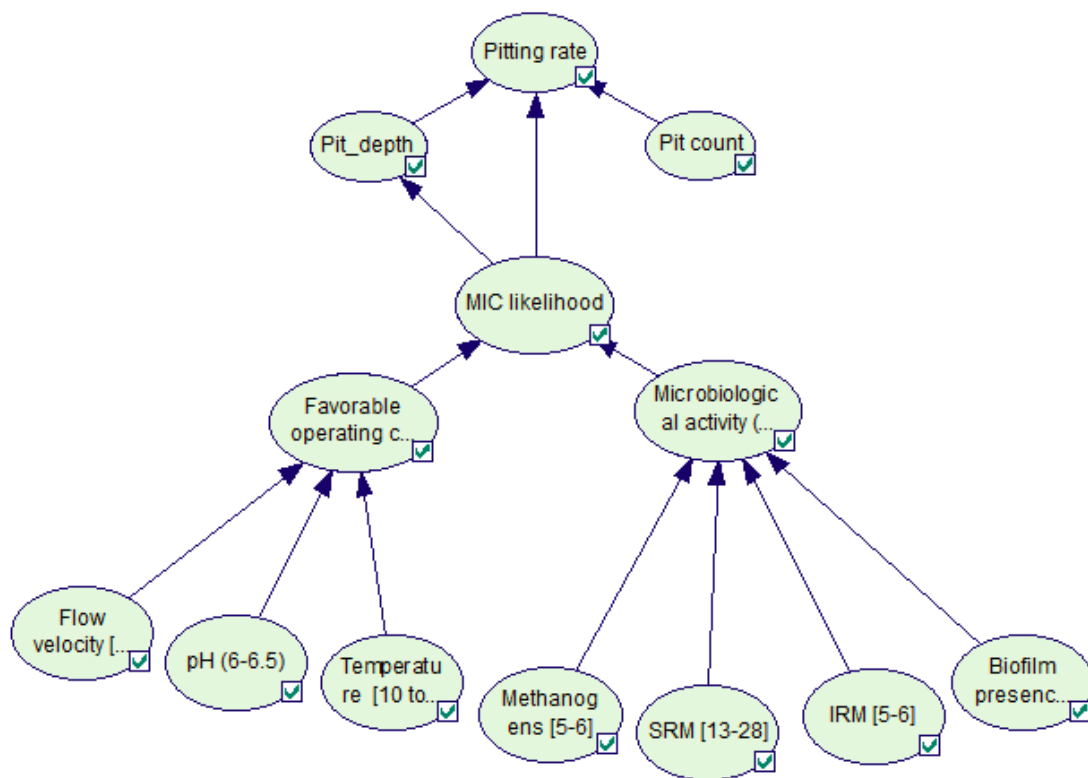 Pitting rate
Pit_depth
Pit count
MIC likelihood
Favorable
operating c...
Microbiologic
al activity (...
Flow
velocity [...
pH (6-6.5)
Temperatu
re [10 to...
Methanog
ens [5-6]
SRM [13-28]
IRM [5-6]
Biofilm
presenc...